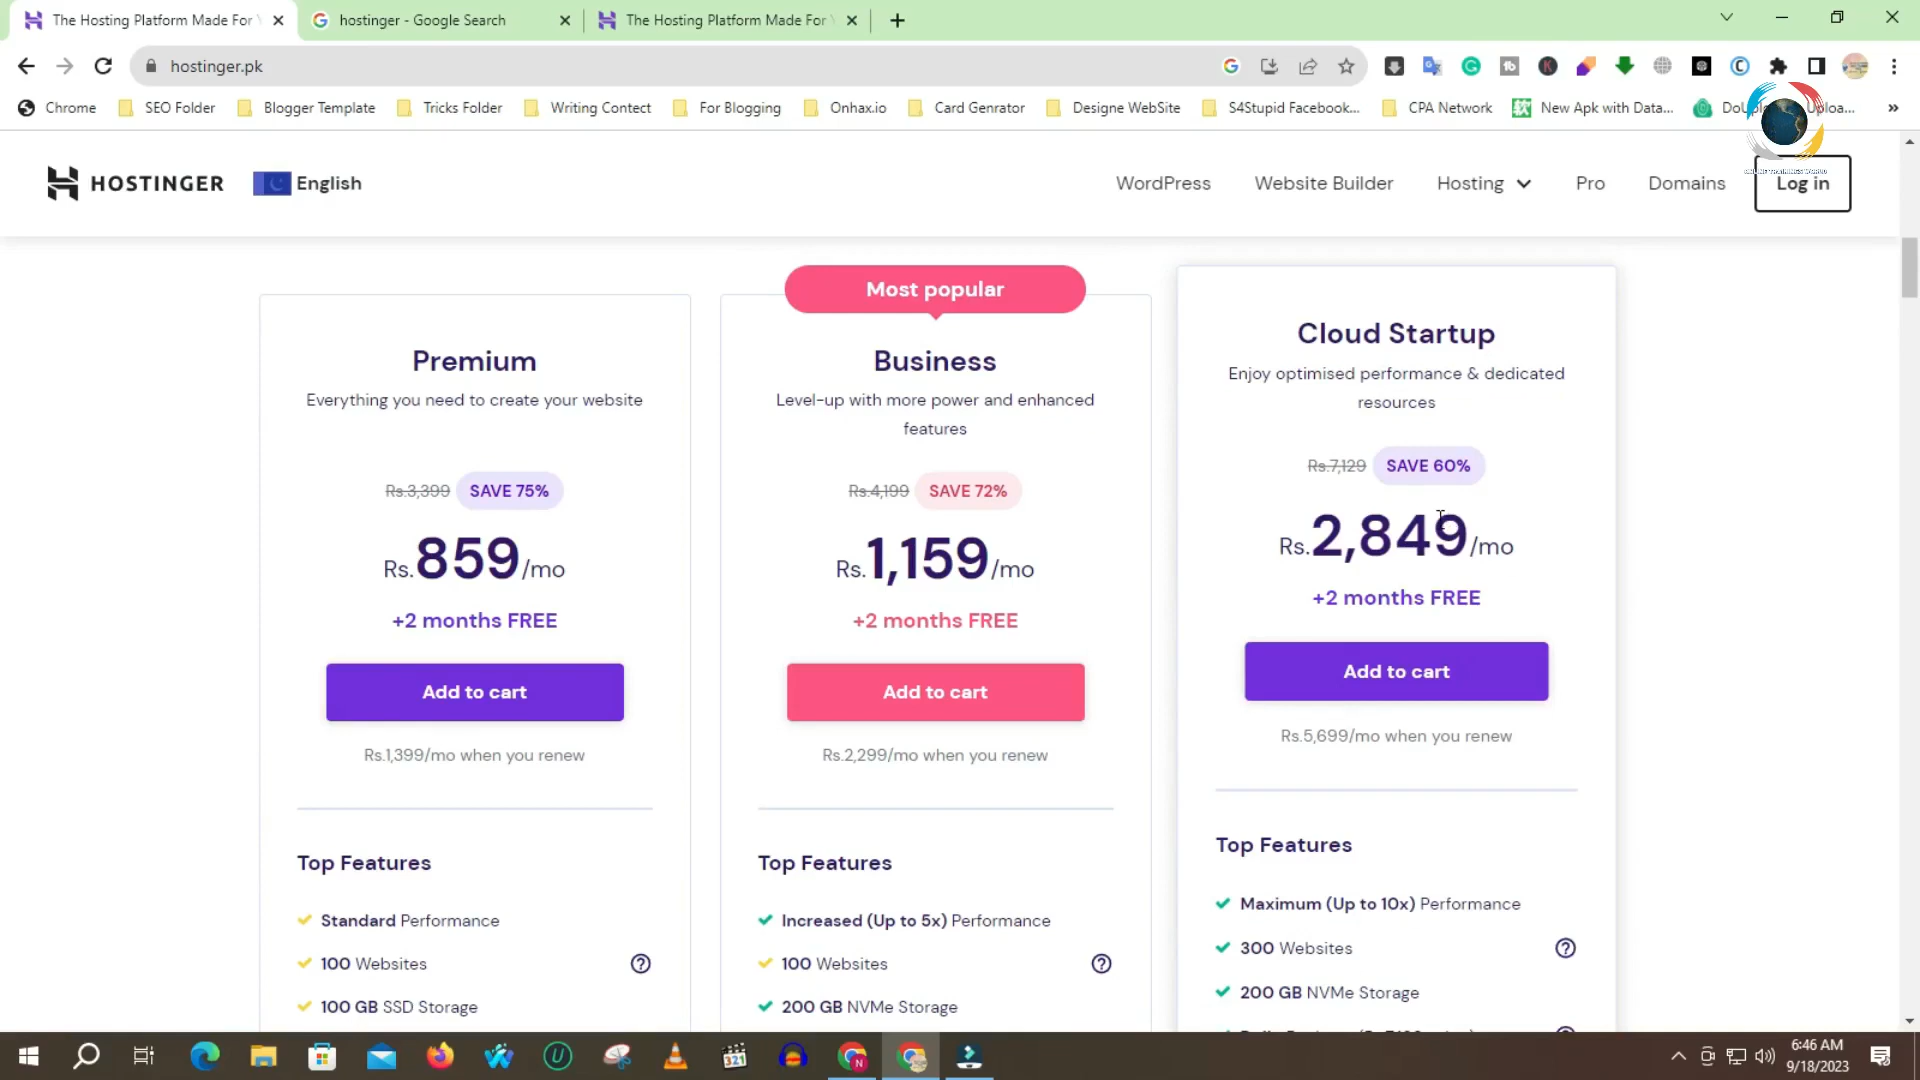 The Hosting Platform Made For
hostinger - Google Search
The Hosting Platform Made For
hostinger.pk
Chrome
SEO Folder
Blogger Template
Tricks Folder
Writing Contect
For Blogging
Onhax.io
Card Genrator
Designe WebSite
S4Stupid Facebook...
CPA Network
New Apk with Data...
HOSTINGER
English
WordPress
Website Builder
Hosting
Pro
Domains
Log in
Most popular
Premium
Everything you need to create your website
Rs.3,399 SAVE 75%
Rs.859/mo
+2 months FREE
Add to cart
Rs.1,399/mo when you renew
Top Features
Standard Performance
100 Websites
100 GB SSD Storage
Business
Level-up with more power and enhanced
features
Rs.4,199 SAVE 72%
Rs.1,159/mo
+2 months FREE
Add to cart
Rs.2,299/mo when you renew
Top Features
Increased (Up to 5x) Performance
100 Websites
200 GB NVMe Storage
Cloud Startup
Enjoy optimised performance & dedicated
resources
Rs.7,129 SAVE 60%
Rs.2,849/mo
+2 months FREE
Add to cart
Rs.5,699/mo when you renew
Top Features
Maximum (Up to 10x) Performance
300 Websites
200 GB NVMe Storage
6:46 AM
9/18/2023